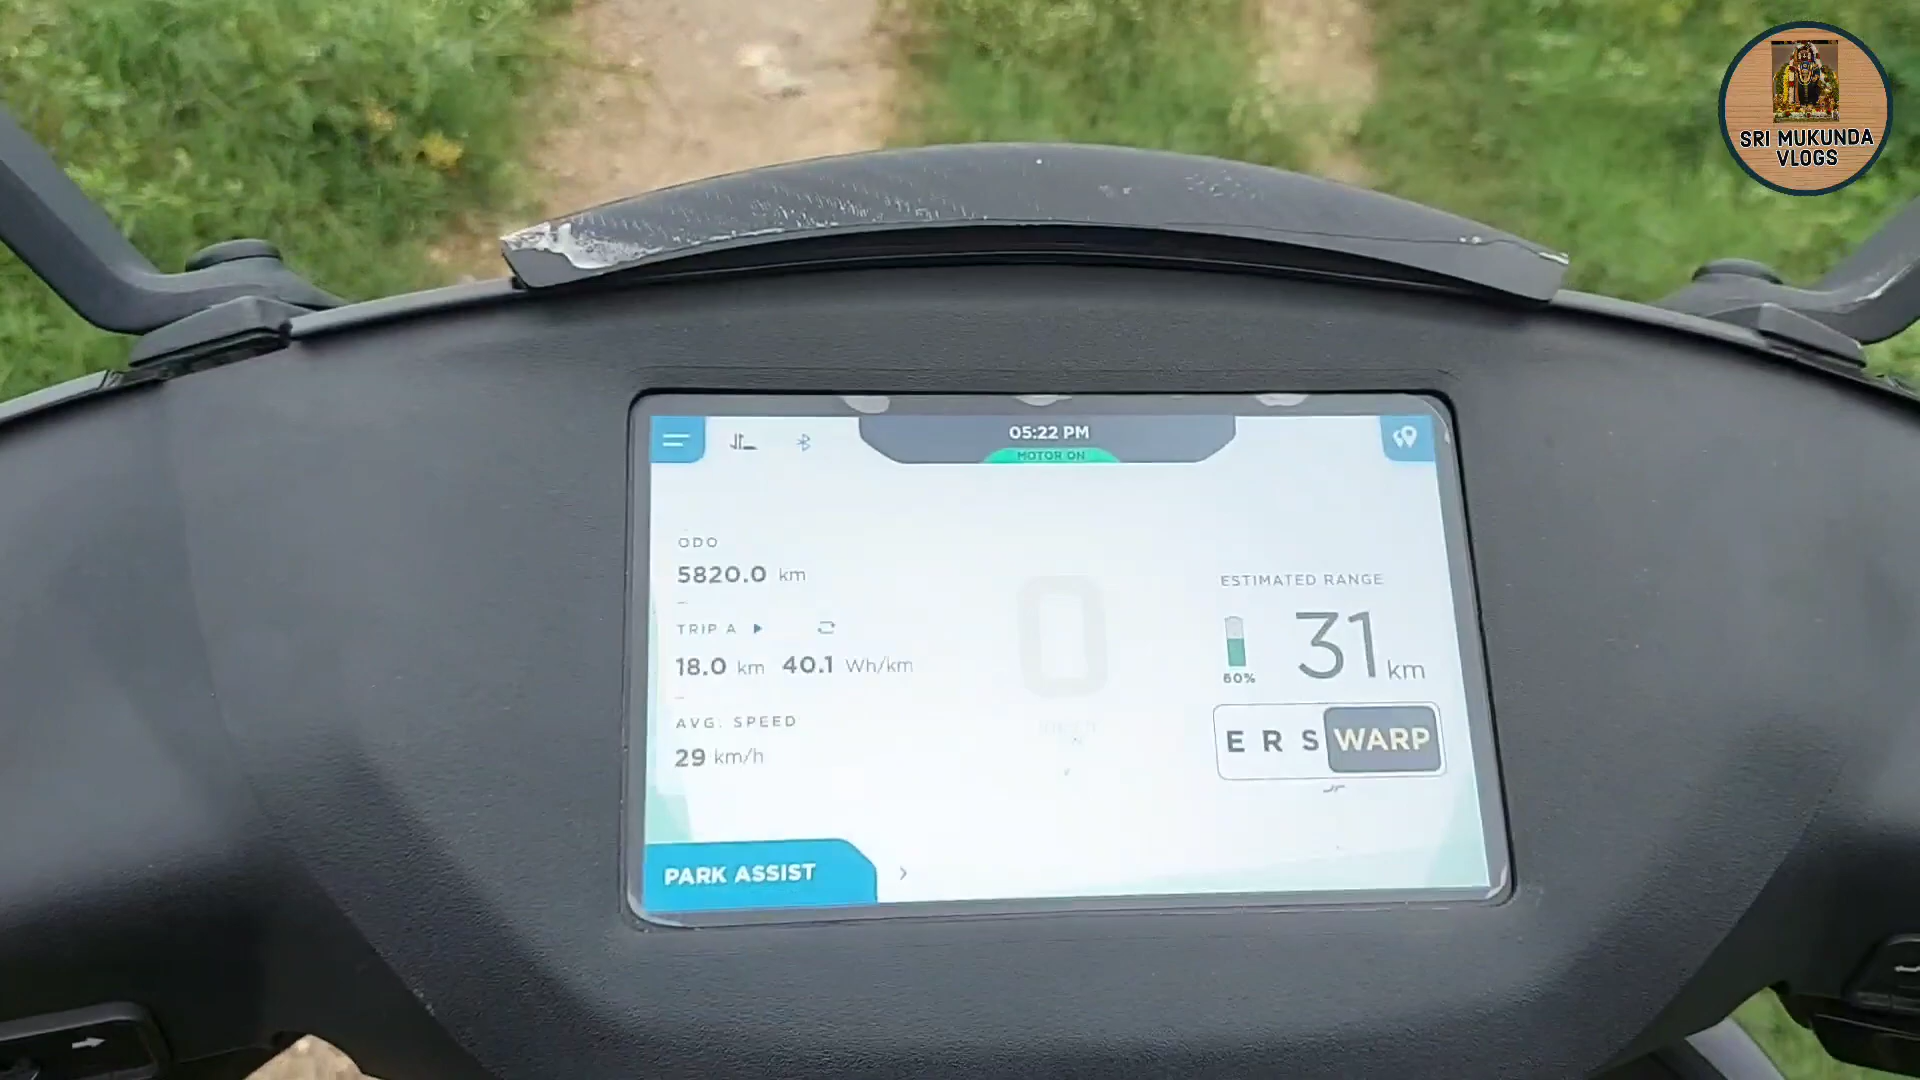 SRI MUKUNDA
VLOGS
05:22 PM
MOTOR ON
ODO
5820.0 km
TRIP A
18.0 km 40.1 Wh/km
AVG. SPEED
29 km/h
0
ESTIMATED RANGE
60%
31 km
E R S WARP
PARK ASSIST